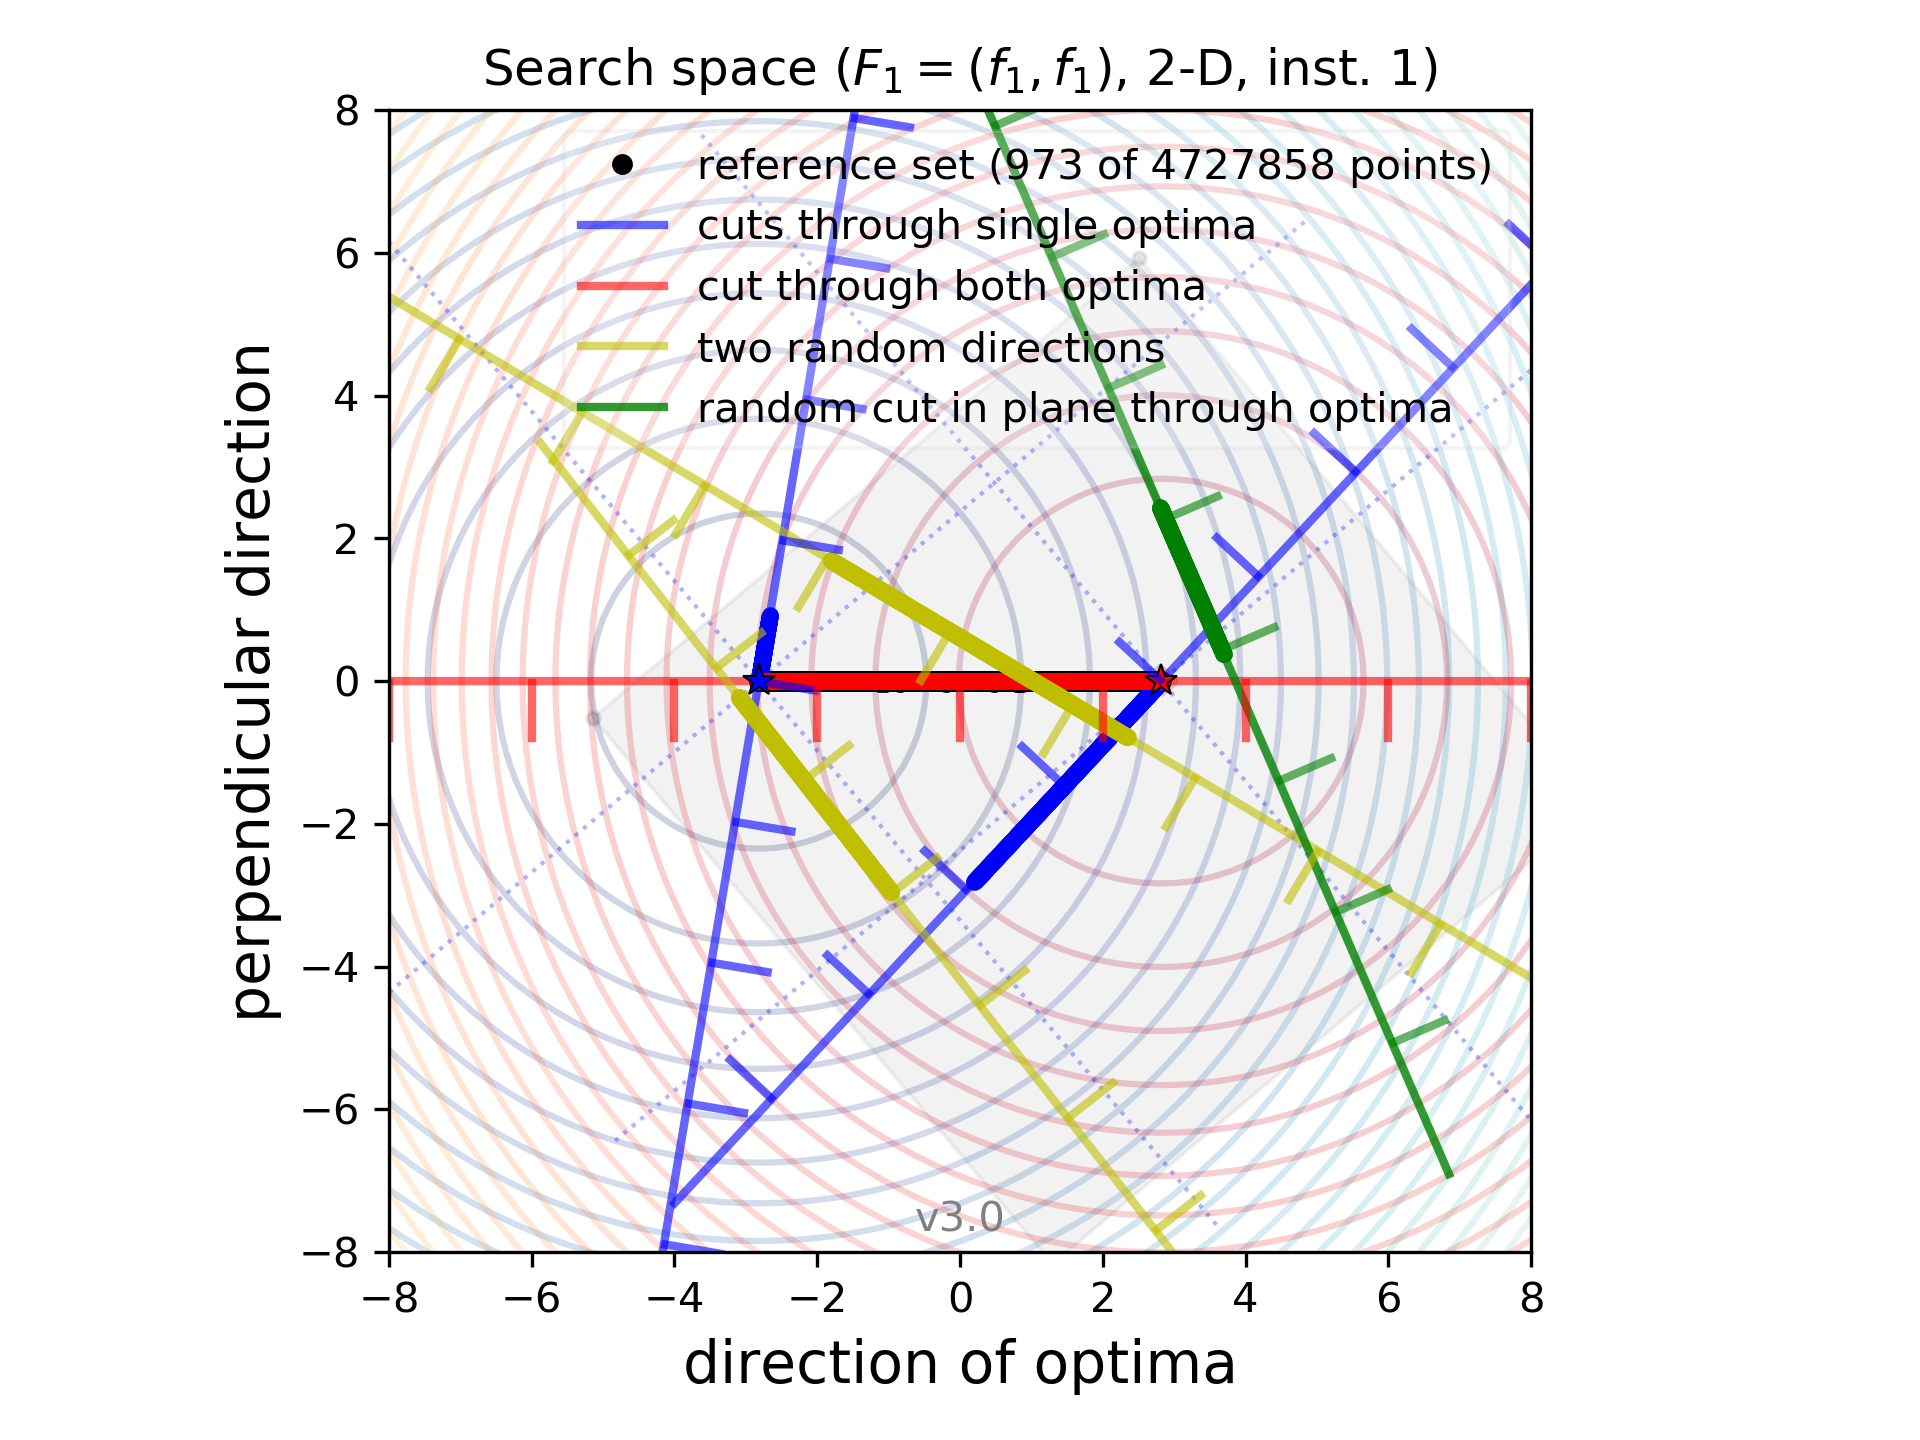 Search space (F₁ = (f₁, f₁), 2-D, inst. 1)
reference set (973 of 4727858 points)
cuts through single optima
cut through both optima
two random directions
random cut in plane through optima
8
6
4
2
0
−2
−4
−6
−8
perpendicular direction
v3.0
−8 −6 −4 −2 0 2 4 6 8
direction of optima